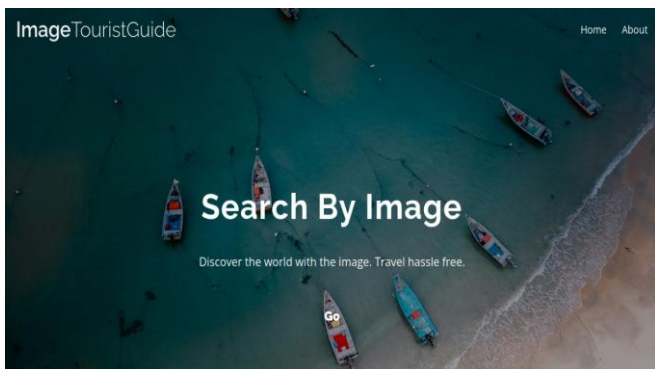 ImageTouristGuide
Home About
Search By Image
Discover the world with the image. Travel hassle free.
Go